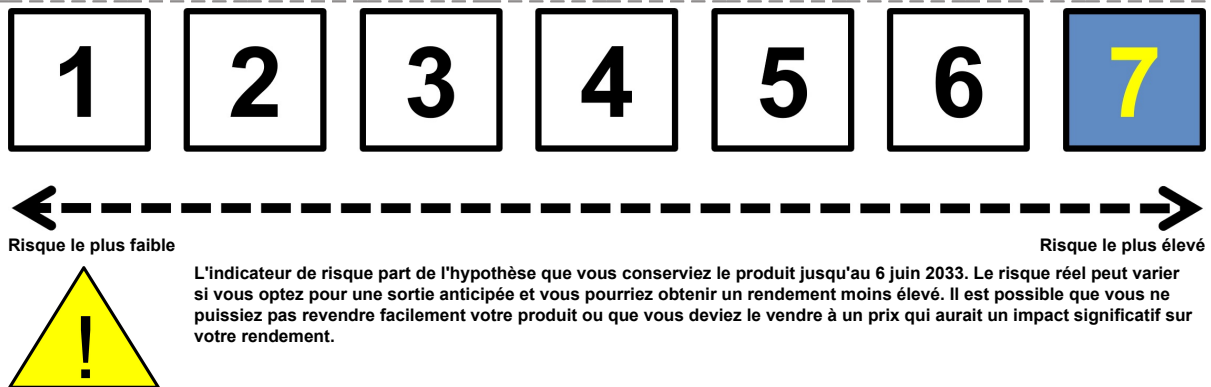 1 2 3 4 5 6 7
Risque le plus faible Risque le plus élevé
!
L'indicateur de risque part de l'hypothèse que vous conserviez le produit jusqu'au 6 juin 2033. Le risque réel peut varier
si vous optez pour une sortie anticipée et vous pourriez obtenir un rendement moins élevé. Il est possible que vous ne
puissiez pas revendre facilement votre produit ou que vous deviez le vendre à un prix qui aurait un impact significatif sur
votre rendement.